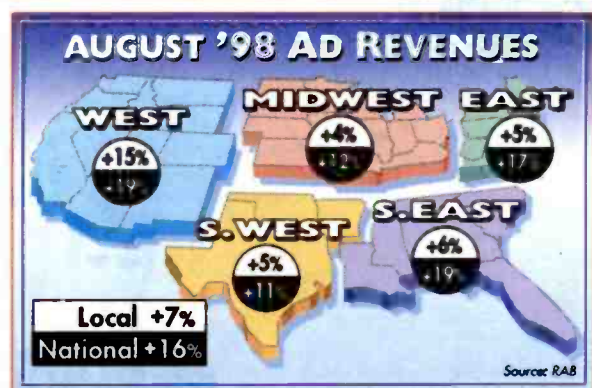 AUGUST '98 AD REVENUES
WEST
+15%
+19%
MIDWEST
+4%
+12%
EAST
+5%
+17%
S.WEST
+5%
+11%
S.EAST
+6%
+19%
Local +7%
National +16%
Source: RAB